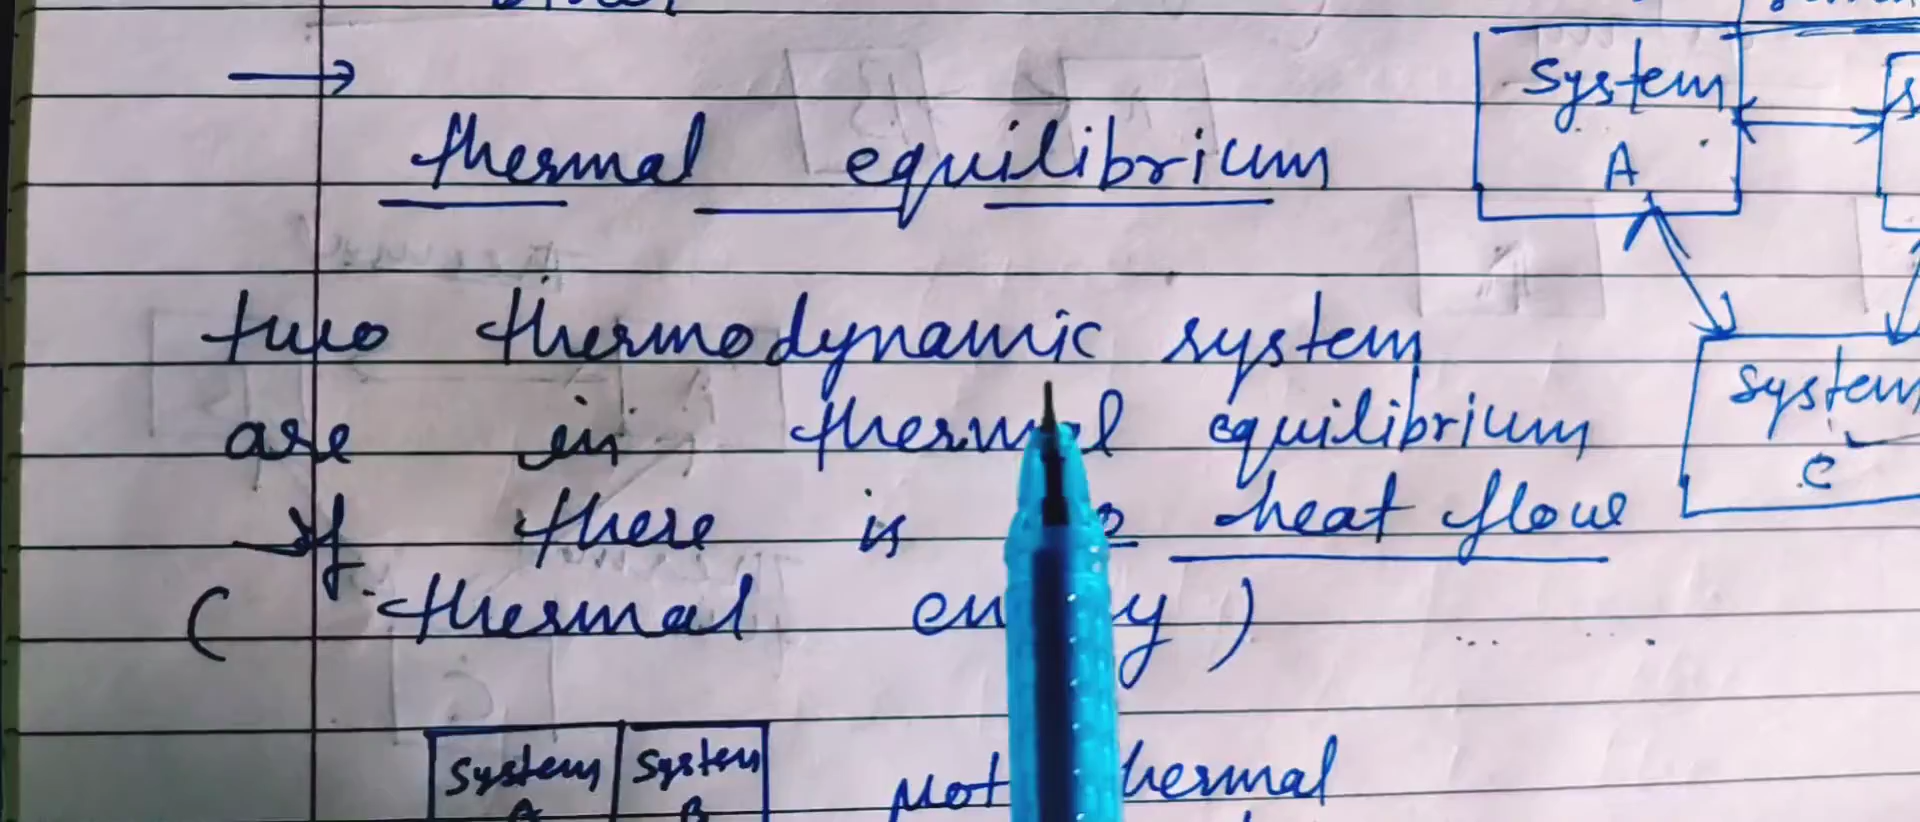 thermal equilibrium
System
A
two thermodynamic system
are in thermal equilibrium
If there is heat flow
( thermal )
System
C
System System
A B
Not thermal